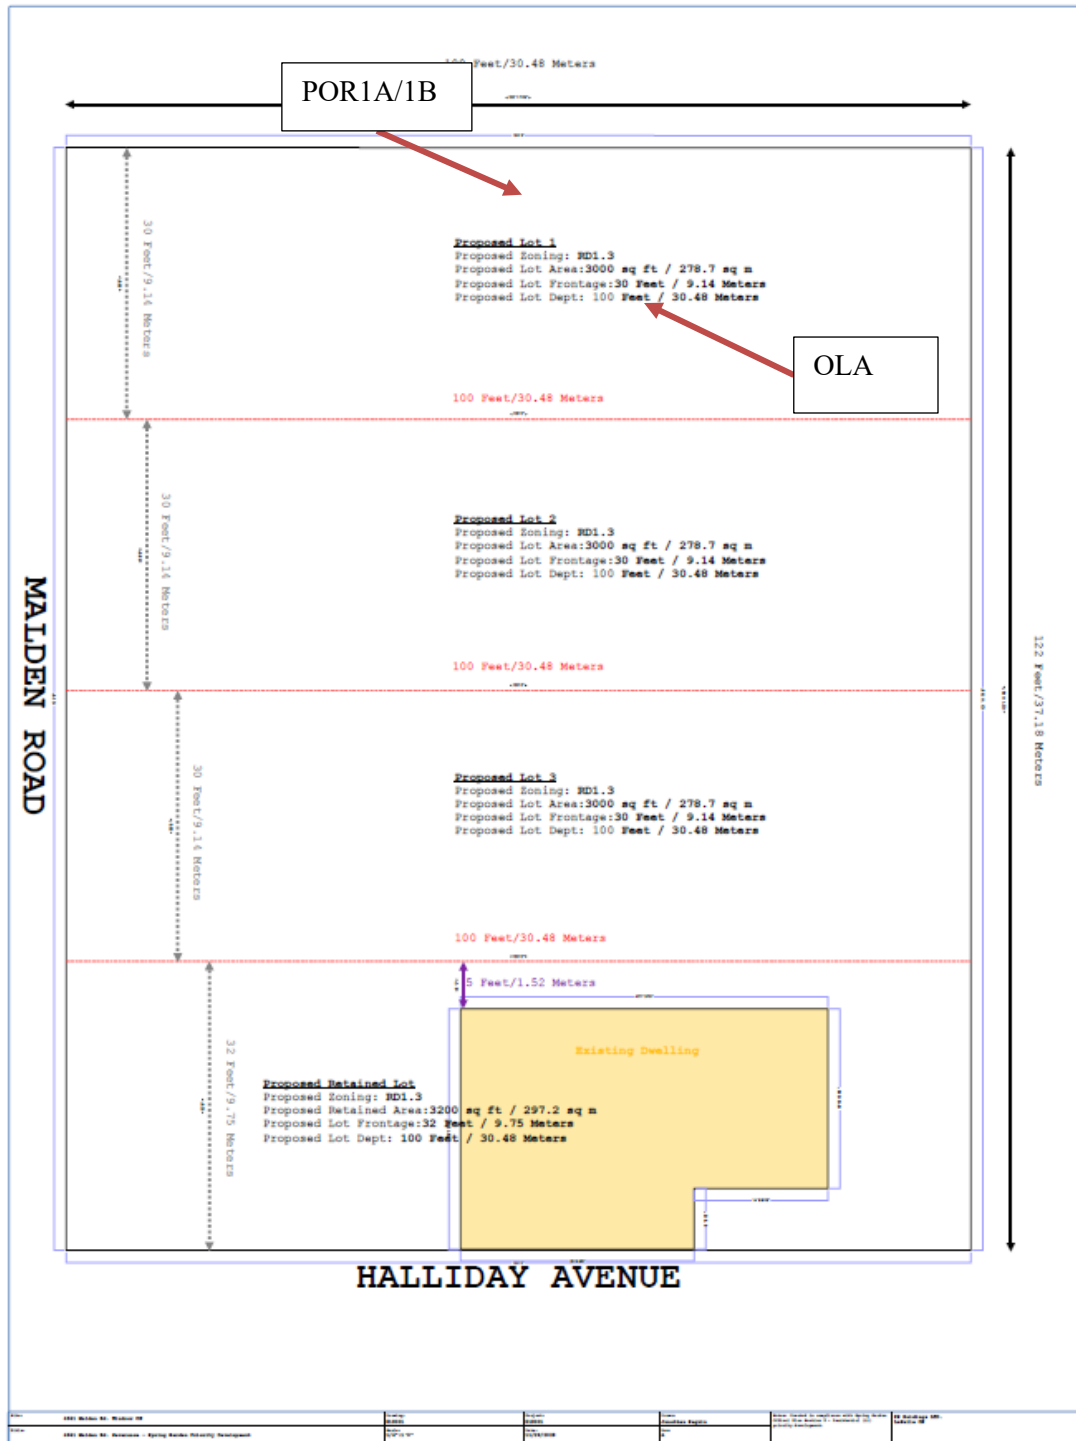 100 Feet/30.48 Meters
POR1A/1B
30 Feet/9.14 Meters
Proposed Lot 1
Proposed Zoning: RD1.3
Proposed Lot Area:3000 sq ft / 278.7 sq m
Proposed Lot Frontage:30 Feet / 9.14 Meters
Proposed Lot Dept: 100 Feet / 30.48 Meters
OLA
100 Feet/30.48 Meters
30 Feet/9.14 Meters
Proposed Lot 2
Proposed Zoning: RD1.3
Proposed Lot Area:3000 sq ft / 278.7 sq m
Proposed Lot Frontage:30 Feet / 9.14 Meters
Proposed Lot Dept: 100 Feet / 30.48 Meters
MALDEN ROAD
122 Feet/37.18 Meters
100 Feet/30.48 Meters
30 Feet/9.14 Meters
Proposed Lot 3
Proposed Zoning: RD1.3
Proposed Lot Area:3000 sq ft / 278.7 sq m
Proposed Lot Frontage:30 Feet / 9.14 Meters
Proposed Lot Dept: 100 Feet / 30.48 Meters
100 Feet/30.48 Meters
5 Feet/1.52 Meters
Existing Dwelling
32 Feet/9.75 Meters
Proposed Retained Lot
Proposed Zoning: RD1.3
Proposed Retained Area:3200 sq ft / 297.2 sq m
Proposed Lot Frontage:32 Feet / 9.75 Meters
Proposed Lot Dept: 100 Feet / 30.48 Meters
HALLIDAY AVENUE